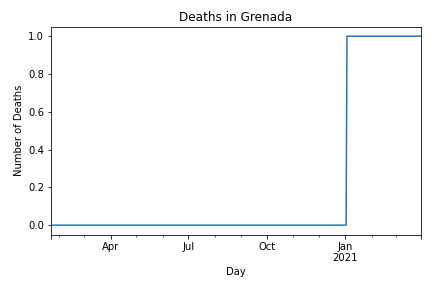 Deaths in Grenada
Number of Deaths
1.0
0.8
0.6
0.4
0.2
0.0
Apr
Jul
Oct
Jan
2021
Day